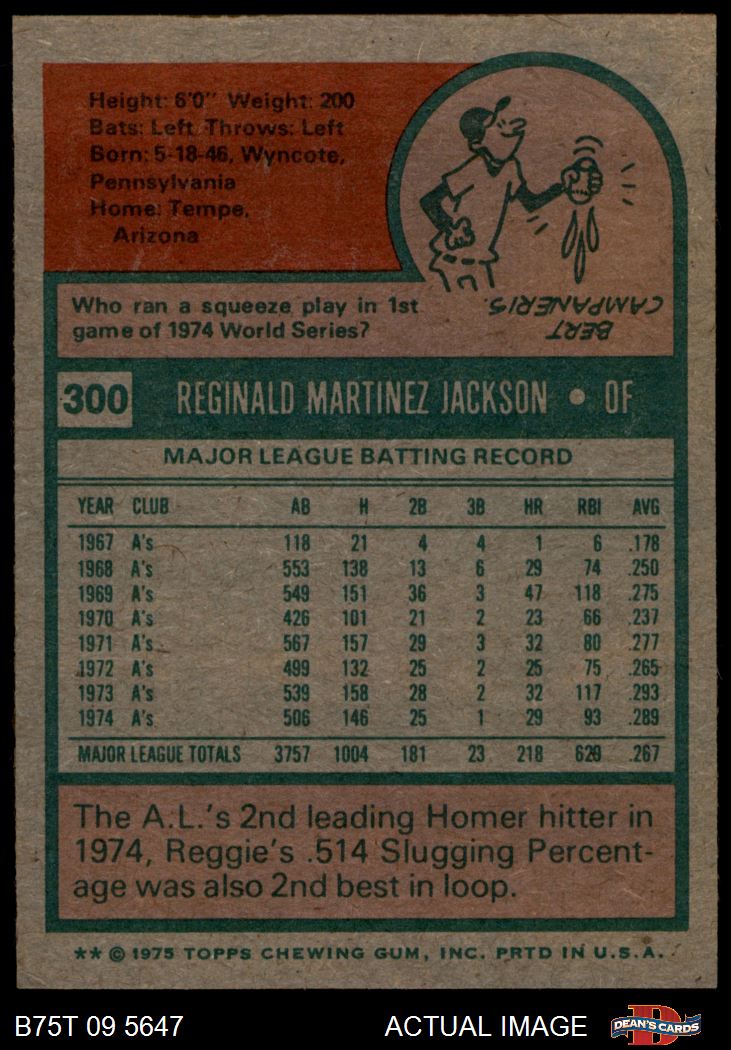 Height: 6'0" Weight: 200
Bats: Left Throws: Left
Born: 5-18-46, Wyncote,
Pennsylvania
Home: Tempe,
Arizona
Who ran a squeeze play in 1st
game of 1974 World Series?
BERT
CAMPANERIS.
300 REGINALD MARTINEZ JACKSON • OF
MAJOR LEAGUE BATTING RECORD
YEAR CLUB AB H 2B 3B HR RBI AVG
1967 A's 118 21 4 4 1 6 .178
1968 A's 553 138 13 6 29 74 .250
1969 A's 549 151 36 3 47 118 .275
1970 A's 426 101 21 2 23 66 .237
1971 A's 567 157 29 3 32 80 .277
1972 A's 499 132 25 2 25 75 .265
1973 A's 539 158 28 2 32 117 .293
1974 A's 506 146 25 1 29 93 .289
MAJOR LEAGUE TOTALS 3757 1004 181 23 218 629 .267
The A.L.'s 2nd leading Homer hitter in
1974, Reggie's .514 Slugging Percent-
age was also 2nd best in loop.
** © 1975 TOPPS CHEWING GUM, INC. PRTD IN U.S.A.
B75T 09 5647 ACTUAL IMAGE
DEAN'S CARDS